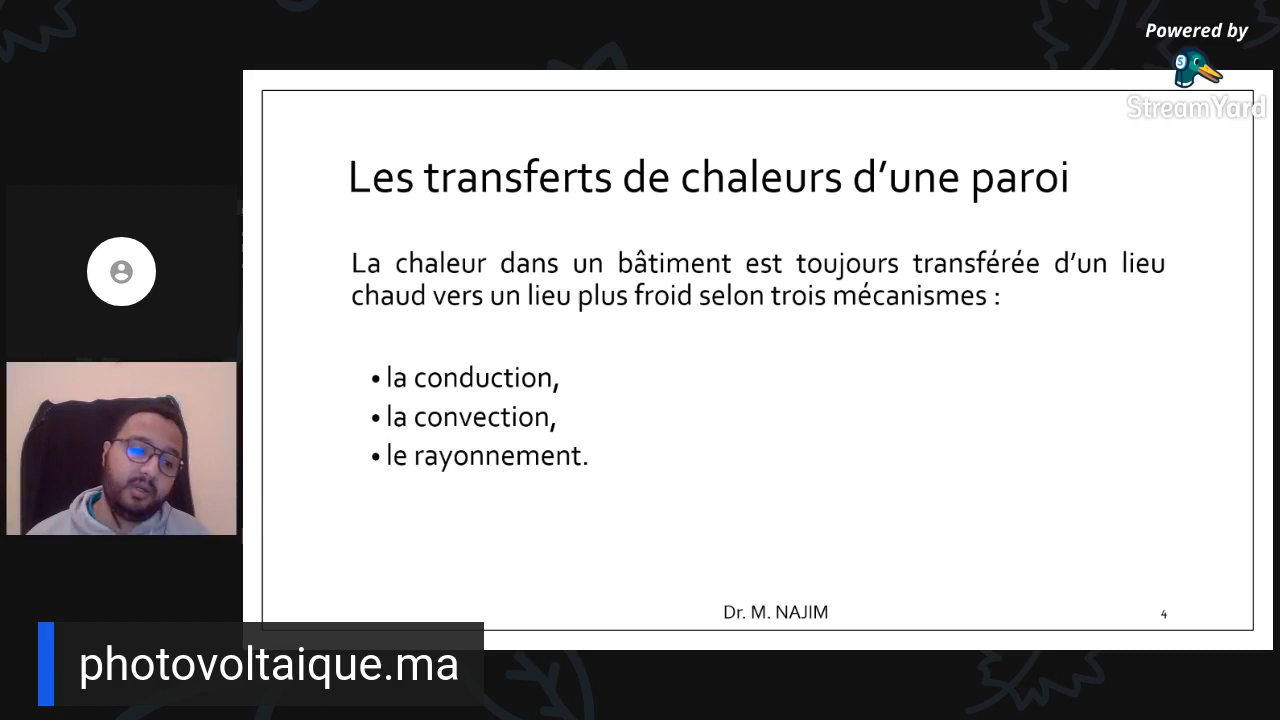 Powered by
StreamYard
Les transferts de chaleurs d’une paroi
La chaleur dans un bâtiment est toujours transférée d’un lieu
chaud vers un lieu plus froid selon trois mécanismes :
• la conduction,
• la convection,
• le rayonnement.
Dr. M. NAJIM
4
photovoltaique.ma